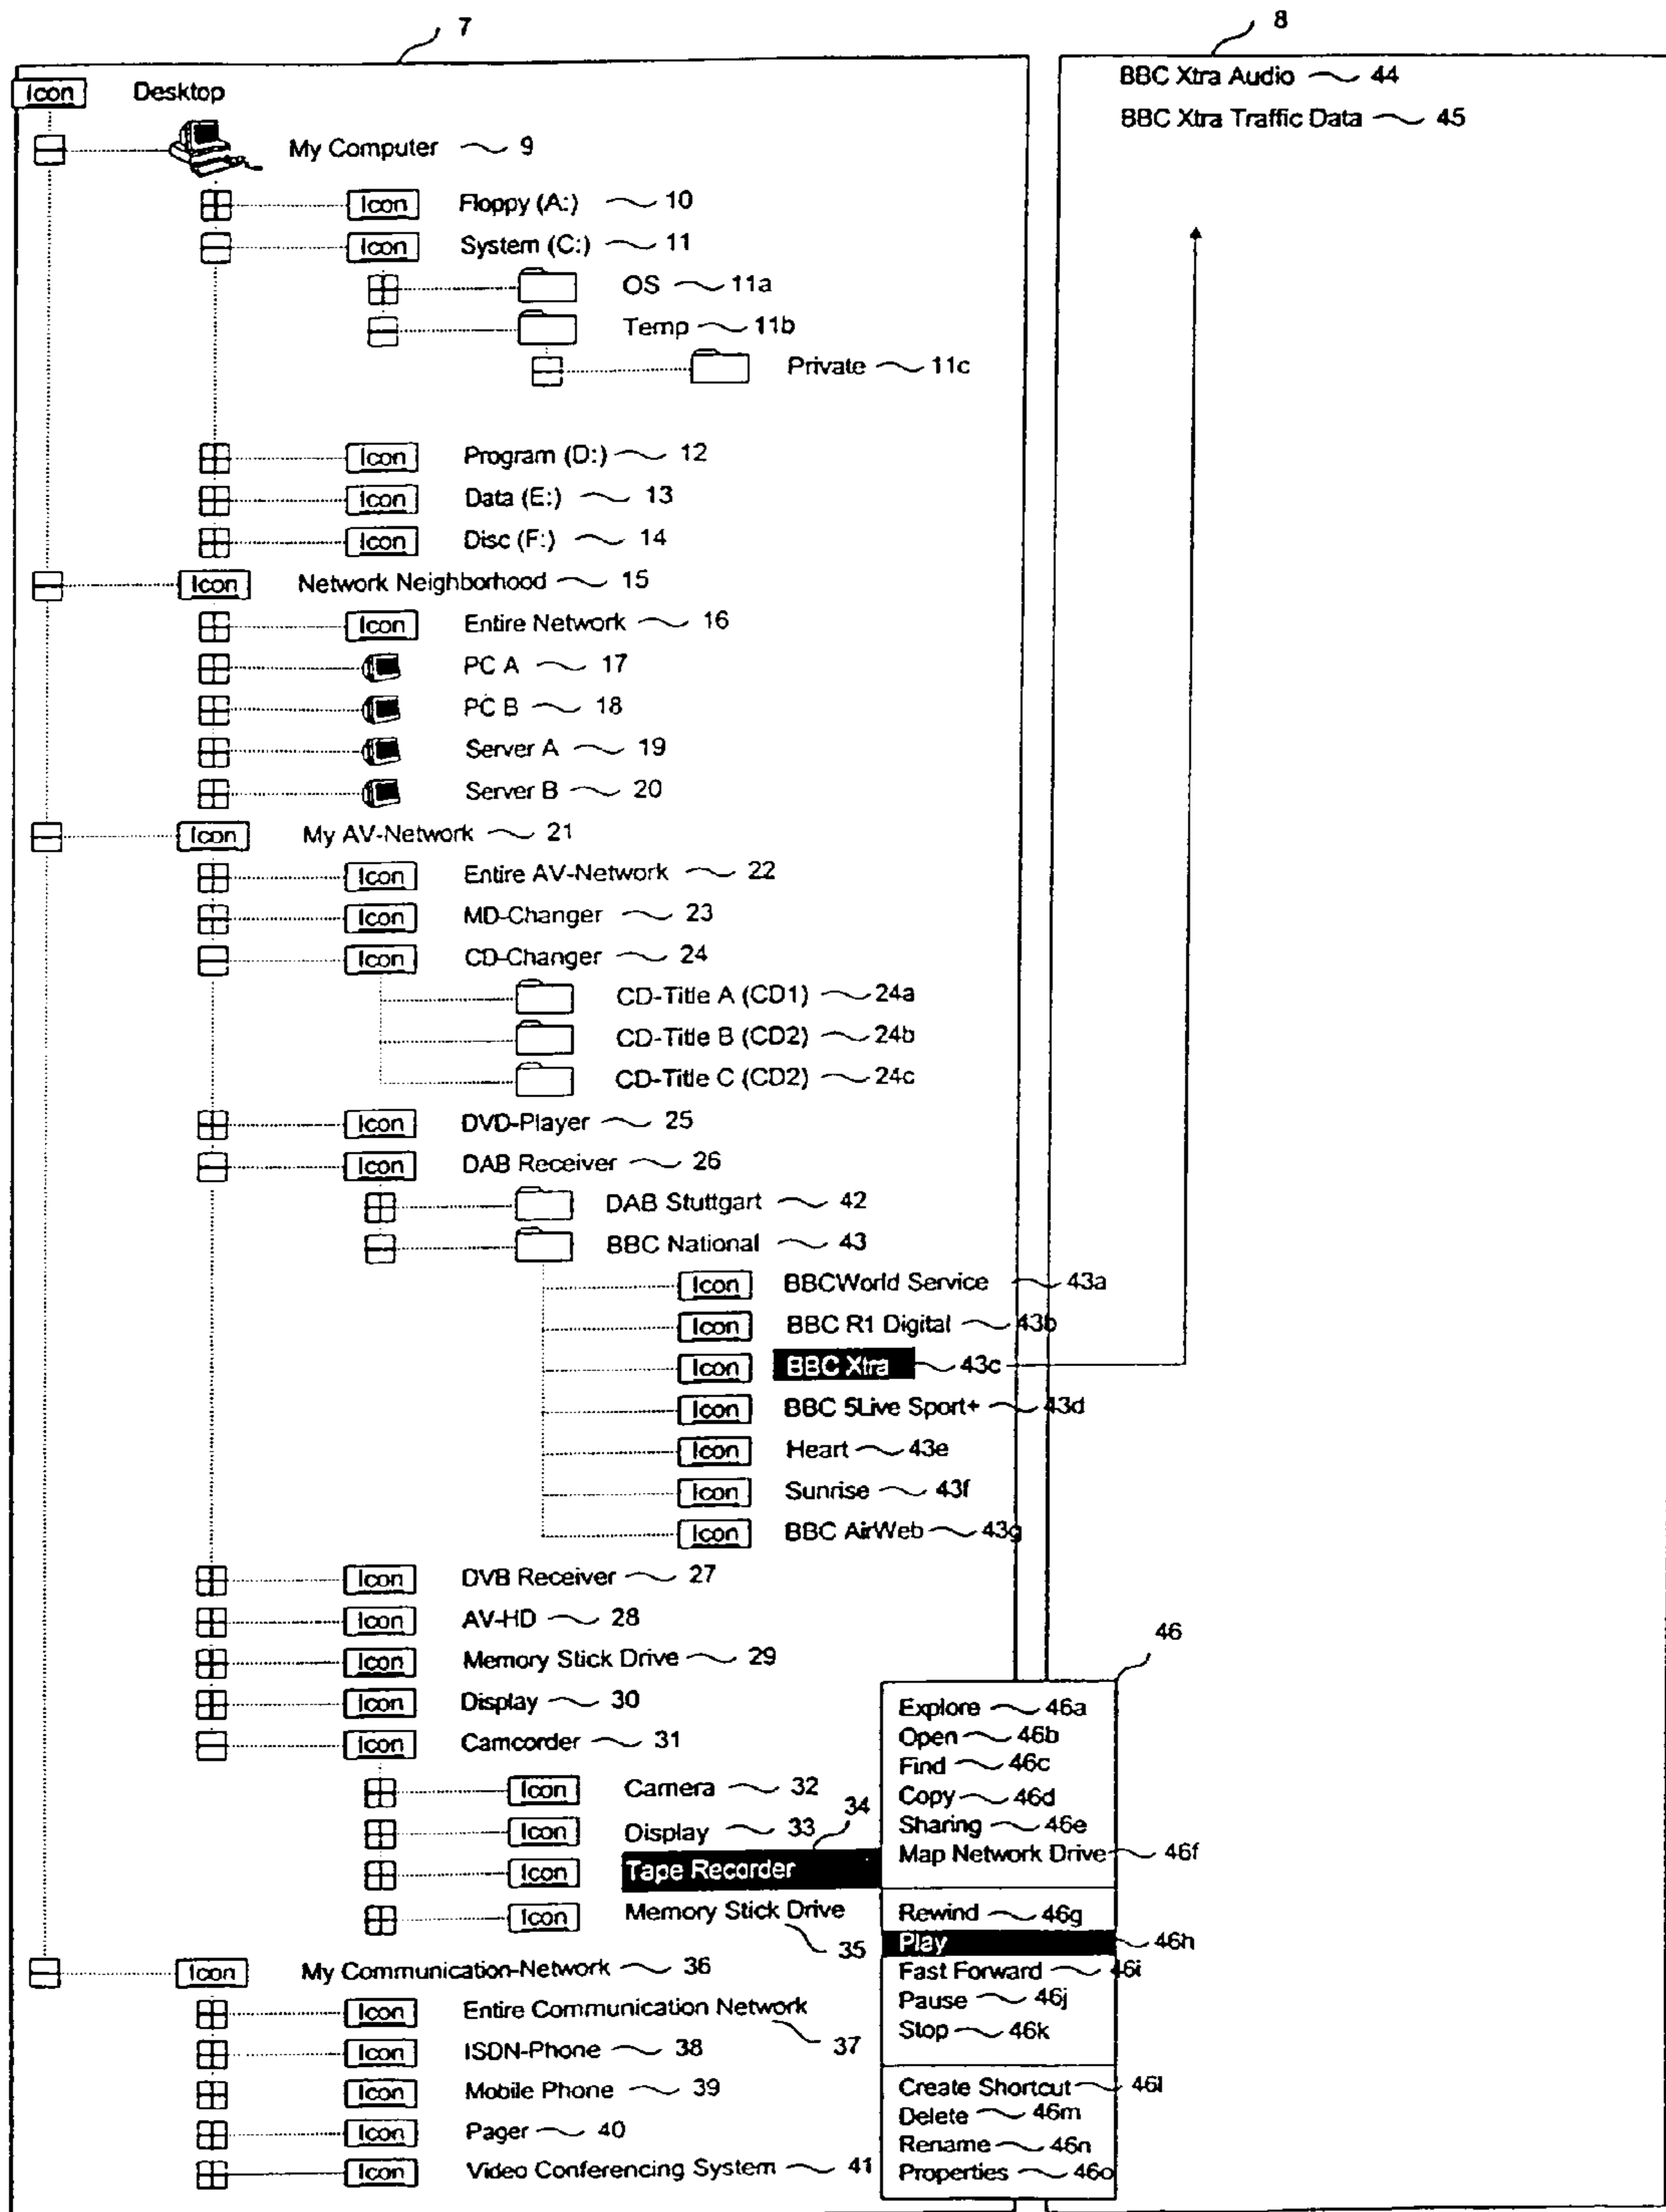 7
8
Icon Desktop
BBC Xtra Audio 44
BBC Xtra Traffic Data 45
My Computer 9
Icon Floppy (A:) 10
Icon System (C:) 11
OS 11a
Temp 11b
Private 11c
Icon Program (D:) 12
Icon Data (E:) 13
Icon Disc (F:) 14
Icon Network Neighborhood 15
Icon Entire Network 16
PC A 17
PC B 18
Server A 19
Server B 20
Icon My AV-Network 21
Icon Entire AV-Network 22
Icon MD-Changer 23
Icon CD-Changer 24
CD-Title A (CD1) 24a
CD-Title B (CD2) 24b
CD-Title C (CD2) 24c
Icon DVD-Player 25
Icon DAB Receiver 26
DAB Stuttgart 42
BBC National 43
Icon BBCWorld Service 43a
Icon BBC R1 Digital 43b
Icon BBC Xtra 43c
Icon BBC 5Live Sport+ 43d
Icon Heart 43e
Icon Sunrise 43f
Icon BBC AirWeb 43g
Icon DVB Receiver 27
Icon AV-HD 28
Icon Memory Stick Drive 29
Icon Display 30
Icon Camcorder 31
Icon Camera 32
Icon Display 33
Icon Tape Recorder 34
Icon Memory Stick Drive 35
Icon My Communication-Network 36
Icon Entire Communication Network 37
Icon ISDN-Phone 38
Icon Mobile Phone 39
Icon Pager 40
Icon Video Conferencing System 41
46
Explore 46a
Open 46b
Find 46c
Copy 46d
Sharing 46e
Map Network Drive 46f
Rewind 46g
Play 46h
Fast Forward 46i
Pause 46j
Stop 46k
Create Shortcut 46l
Delete 46m
Rename 46n
Properties 46o